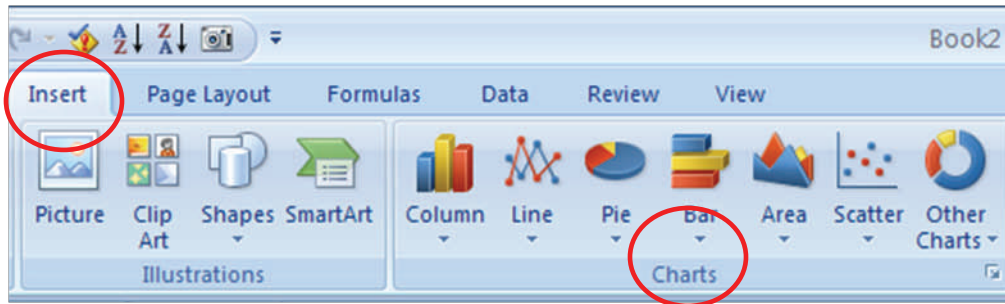 A Z Z A Book2
Insert Page Layout Formulas Data Review View
Picture Clip Art Shapes SmartArt Column Line Pie Bar Area Scatter Other Charts
Illustrations Charts